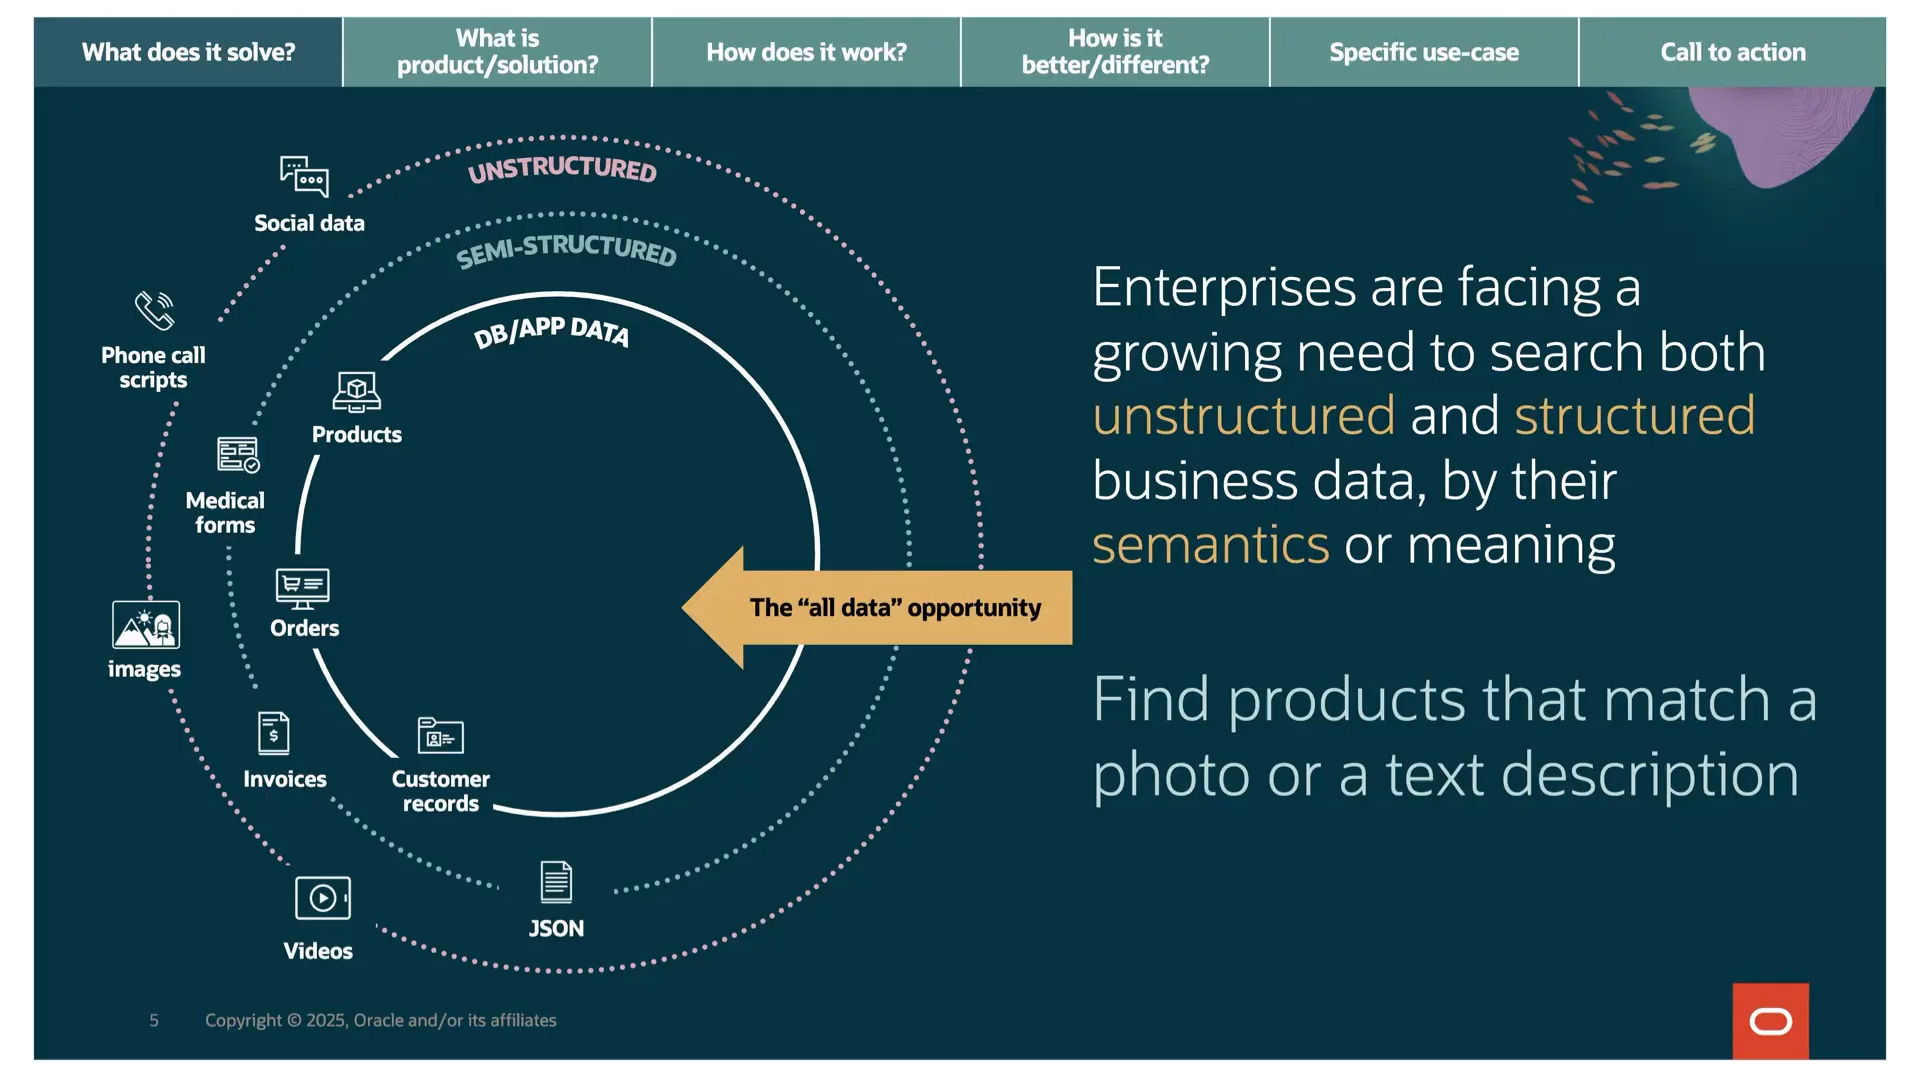 What does it solve?
What is
product/solution?
How does it work?
How is it
better/different?
Specific use-case
Call to action
UNSTRUCTURED
SEMI-STRUCTURED
DB/APP DATA
Social data
Phone call
scripts
Products
Medical
forms
Orders
images
Invoices
Customer
records
JSON
Videos
The “all data” opportunity
Enterprises are facing a
growing need to search both
unstructured and structured
business data, by their
semantics or meaning
Find products that match a
photo or a text description
5
Copyright © 2025, Oracle and/or its affiliates